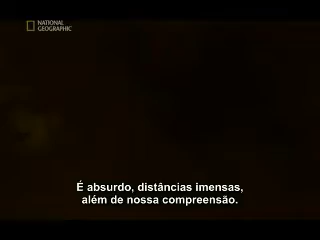 NATIONAL
GEOGRAPHIC
É absurdo, distâncias imensas,
além de nossa compreensão.